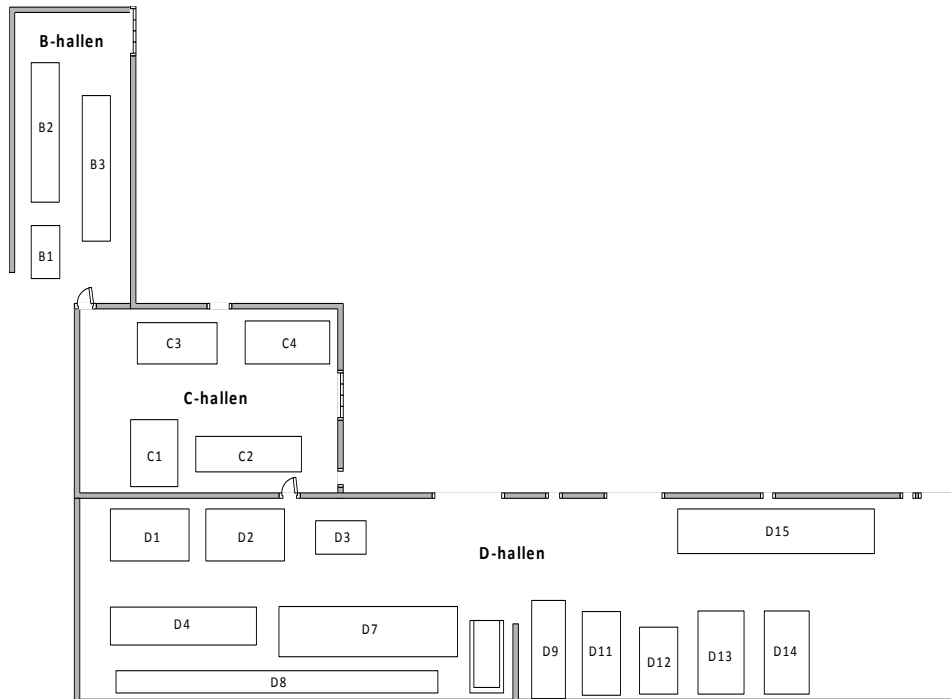 B-hallen
B2
B3
B1
C3
C4
C-hallen
C1
C2
D1
D2
D3
D15
D-hallen
D4
D7
D9
D11
D12
D13
D14
D8